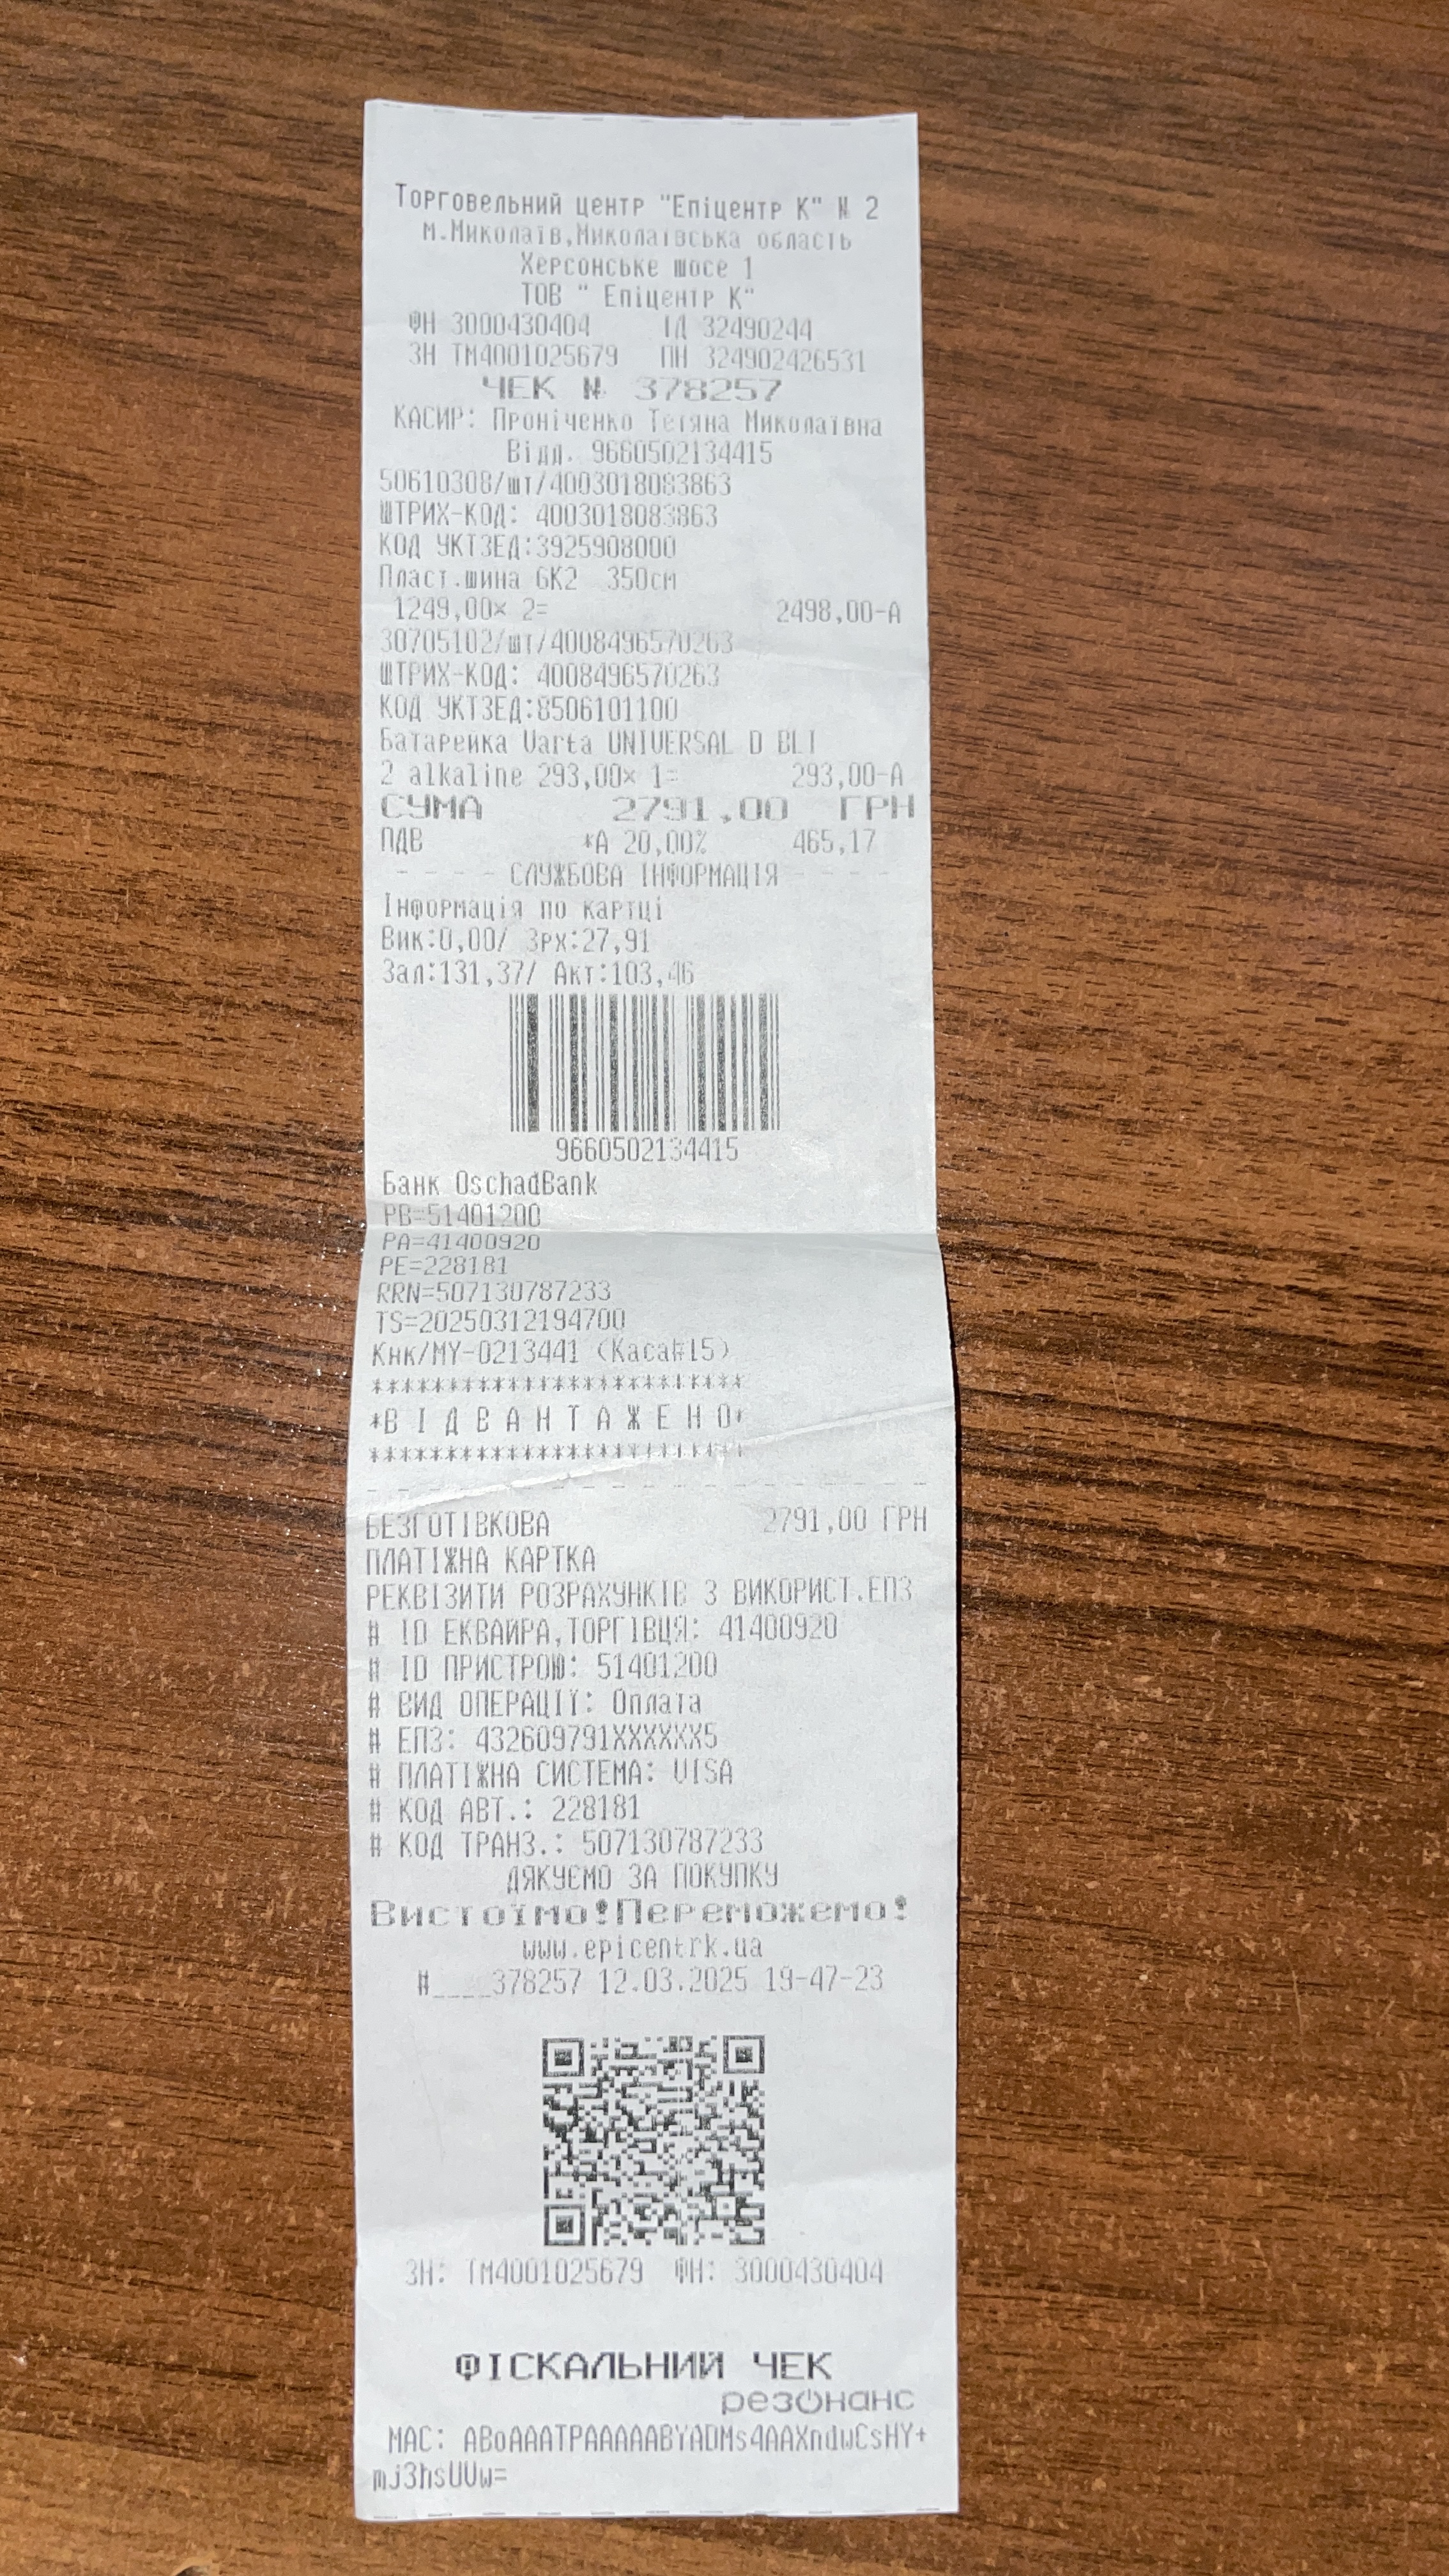 Торговельний центр "Епіцентр К" № 2
м.Миколаїв,Миколаївська область
Херсонське шосе 1
ТОВ " Епіцентр К"
ФН 3000430404 ІД 32490244
ЗН ТМ4001025679 ПН 324902426531
ЧЕК № 378257
КАСИР: Проніченко Тетяна Миколаївна
Відд. 9660502134415
50610308/шт/4003018083863
ШТРИХ-КОД: 4003018083863
КОД УКТЗЕД:3925908000
Пласт.шина GK2 350см
1249,00× 2= 2498,00-А
30705102/шт/4008496570263
ШТРИХ-КОД: 4008496570263
КОД УКТЗЕД:8506101100
Батарейка Varta UNIVERSAL D BLI
2 alkaline 293,00× 1= 293,00-А
СУМА 2791,00 ГРН
ПДВ *А 20,00% 465,17
- - - - СЛУЖБОВА ІНФОРМАЦІЯ - - - -
Інформація по картці
Вик:0,00/ Зрх:27,91
Зал:131,37/ Акт:103,46
9660502134415
Банк OschadBank
PB=51401200
PA=41400920
PE=228181
RRN=507130787233
TS=20250312194700
Кнк/MY-0213441 (Каса#15)
*************************
*В І Д В А Н Т А Ж Е Н О*
*************************
- - - - - - - - - - - - - - - - - - -
БЕЗГОТІВКОВА 2791,00 ГРН
ПЛАТІЖНА КАРТКА
РЕКВІЗИТИ РОЗРАХУНКІВ З ВИКОРИСТ.ЕПЗ
# ID ЕКВАЙРА,ТОРГІВЦЯ: 41400920
# ID ПРИСТРОЮ: 51401200
# ВИД ОПЕРАЦІЇ: Оплата
# ЕПЗ: 432609791XXXXXX5
# ПЛАТІЖНА СИСТЕМА: VISA
# КОД АВТ.: 228181
# КОД ТРАНЗ.: 507130787233
ДЯКУЄМО ЗА ПОКУПКУ
Вистоїмо!Переможемо!
www.epicentrk.ua
#____378257 12.03.2025 19-47-23
ЗН: ТМ4001025679 ФН: 3000430404
ФІСКАЛЬНИЙ ЧЕК
резонанс
MAC: ABoAAATPAAAAABYADMs4AAXndwCsHY+
mj3hsUUw=